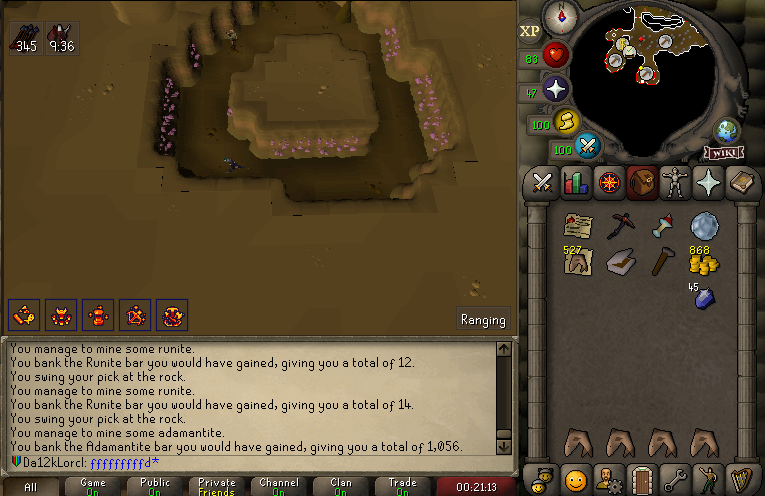 345
9:36
XP
83
47
100
100
WIKI
527
868
45
Ranging
You manage to mine some runite.
You bank the Runite bar you would have gained, giving you a total of 12.
You swing your pick at the rock.
You manage to mine some runite.
You bank the Runite bar you would have gained, giving you a total of 14.
You swing your pick at the rock.
You manage to mine some adamantite.
You bank the Adamantite bar you would have gained, giving you a total of 1,056.
Da12kLorcl: fffffffffd*
All
Game
On
Public
On
Private
Friends
Channel
On
Clan
On
Trade
On
00:21:13